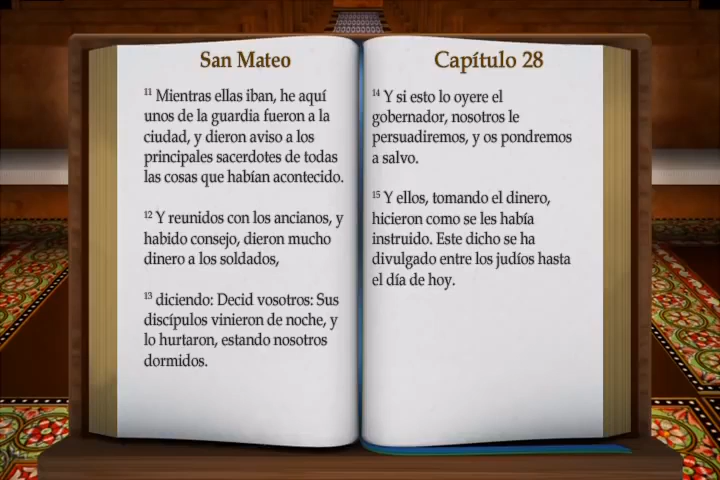 San Mateo
11 Mientras ellas iban, he aquí
unos de la guardia fueron a la
ciudad, y dieron aviso a los
principales sacerdotes de todas
las cosas que habían acontecido.
12 Y reunidos con los ancianos, y
habido consejo, dieron mucho
dinero a los soldados,
13 diciendo: Decid vosotros: Sus
discípulos vinieron de noche, y
lo hurtaron, estando nosotros
dormidos.
Capítulo 28
14 Y si esto lo oyere el
gobernador, nosotros le
persuadiremos, y os pondremos
a salvo.
15 Y ellos, tomando el dinero,
hicieron como se les había
instruido. Este dicho se ha
divulgado entre los judíos hasta
el día de hoy.